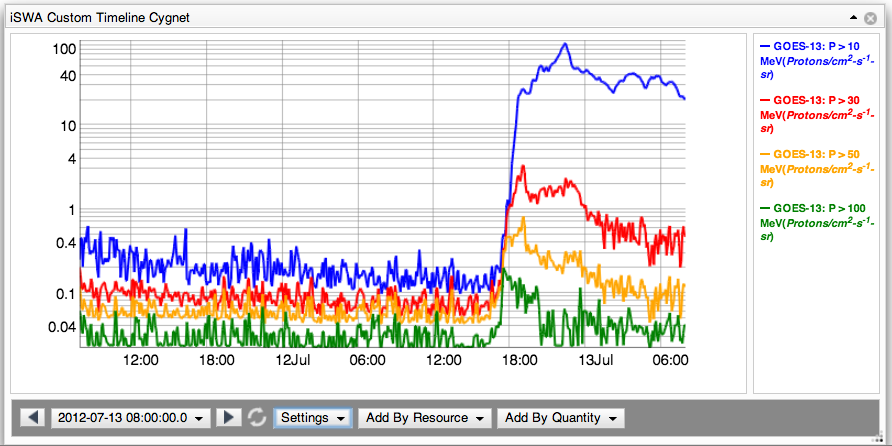 iSWA Custom Timeline Cygnet
100
40
10
4
1
0.4
0.1
0.04
12:00 18:00 12Jul 06:00 12:00 18:00 13Jul 06:00
GOES-13: P > 10
MeV(Protons/cm2-s-1-
sr)
GOES-13: P > 30
MeV(Protons/cm2-s-1-
sr)
GOES-13: P > 50
MeV(Protons/cm2-s-1-
sr)
GOES-13: P > 100
MeV(Protons/cm2-s-1-
sr)
2012-07-13 08:00:00.0 Settings Add By Resource Add By Quantity